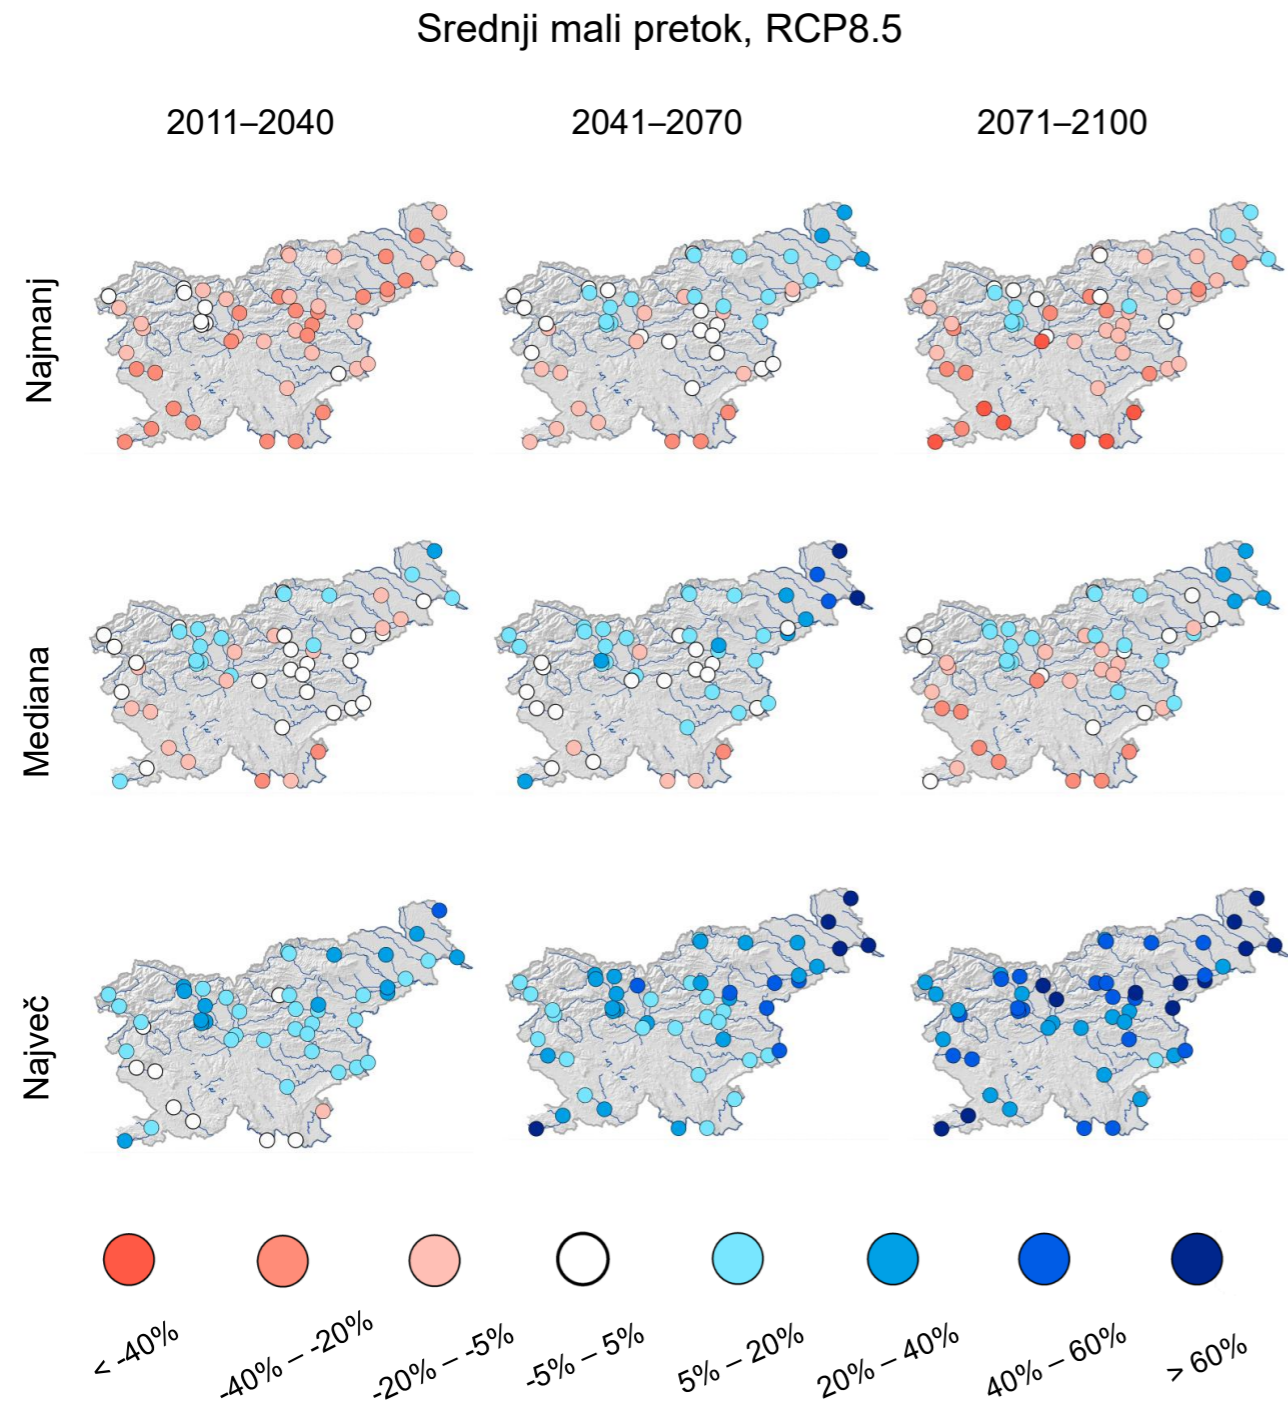 Srednji mali pretok, RCP8.5
2011–2040
2041–2070
2071–2100
Najmanj
Mediana
Največ
< -40%
-40% – -20%
-20% – -5%
-5% – 5%
5% – 20%
20% – 40%
40% – 60%
> 60%